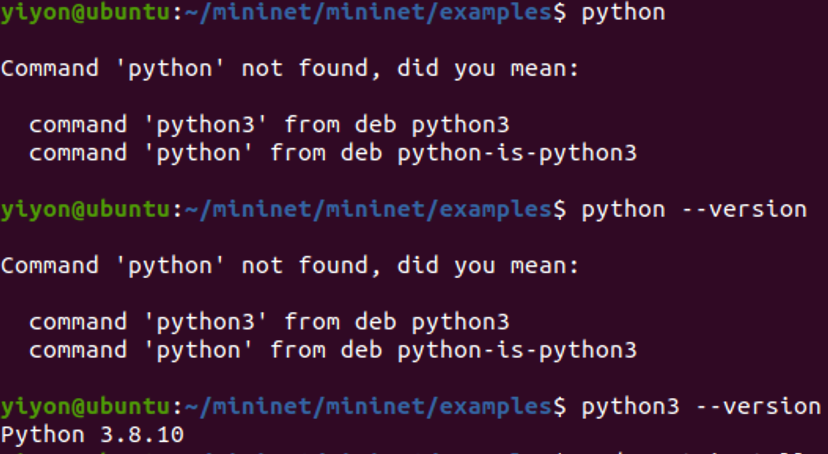 yiyon@ubuntu:~/mininet/mininet/examples$ python
Command 'python' not found, did you mean:
command 'python3' from deb python3
command 'python' from deb python-is-python3
yiyon@ubuntu:~/mininet/mininet/examples$ python --version
Command 'python' not found, did you mean:
command 'python3' from deb python3
command 'python' from deb python-is-python3
yiyon@ubuntu:~/mininet/mininet/examples$ python3 --version
Python 3.8.10